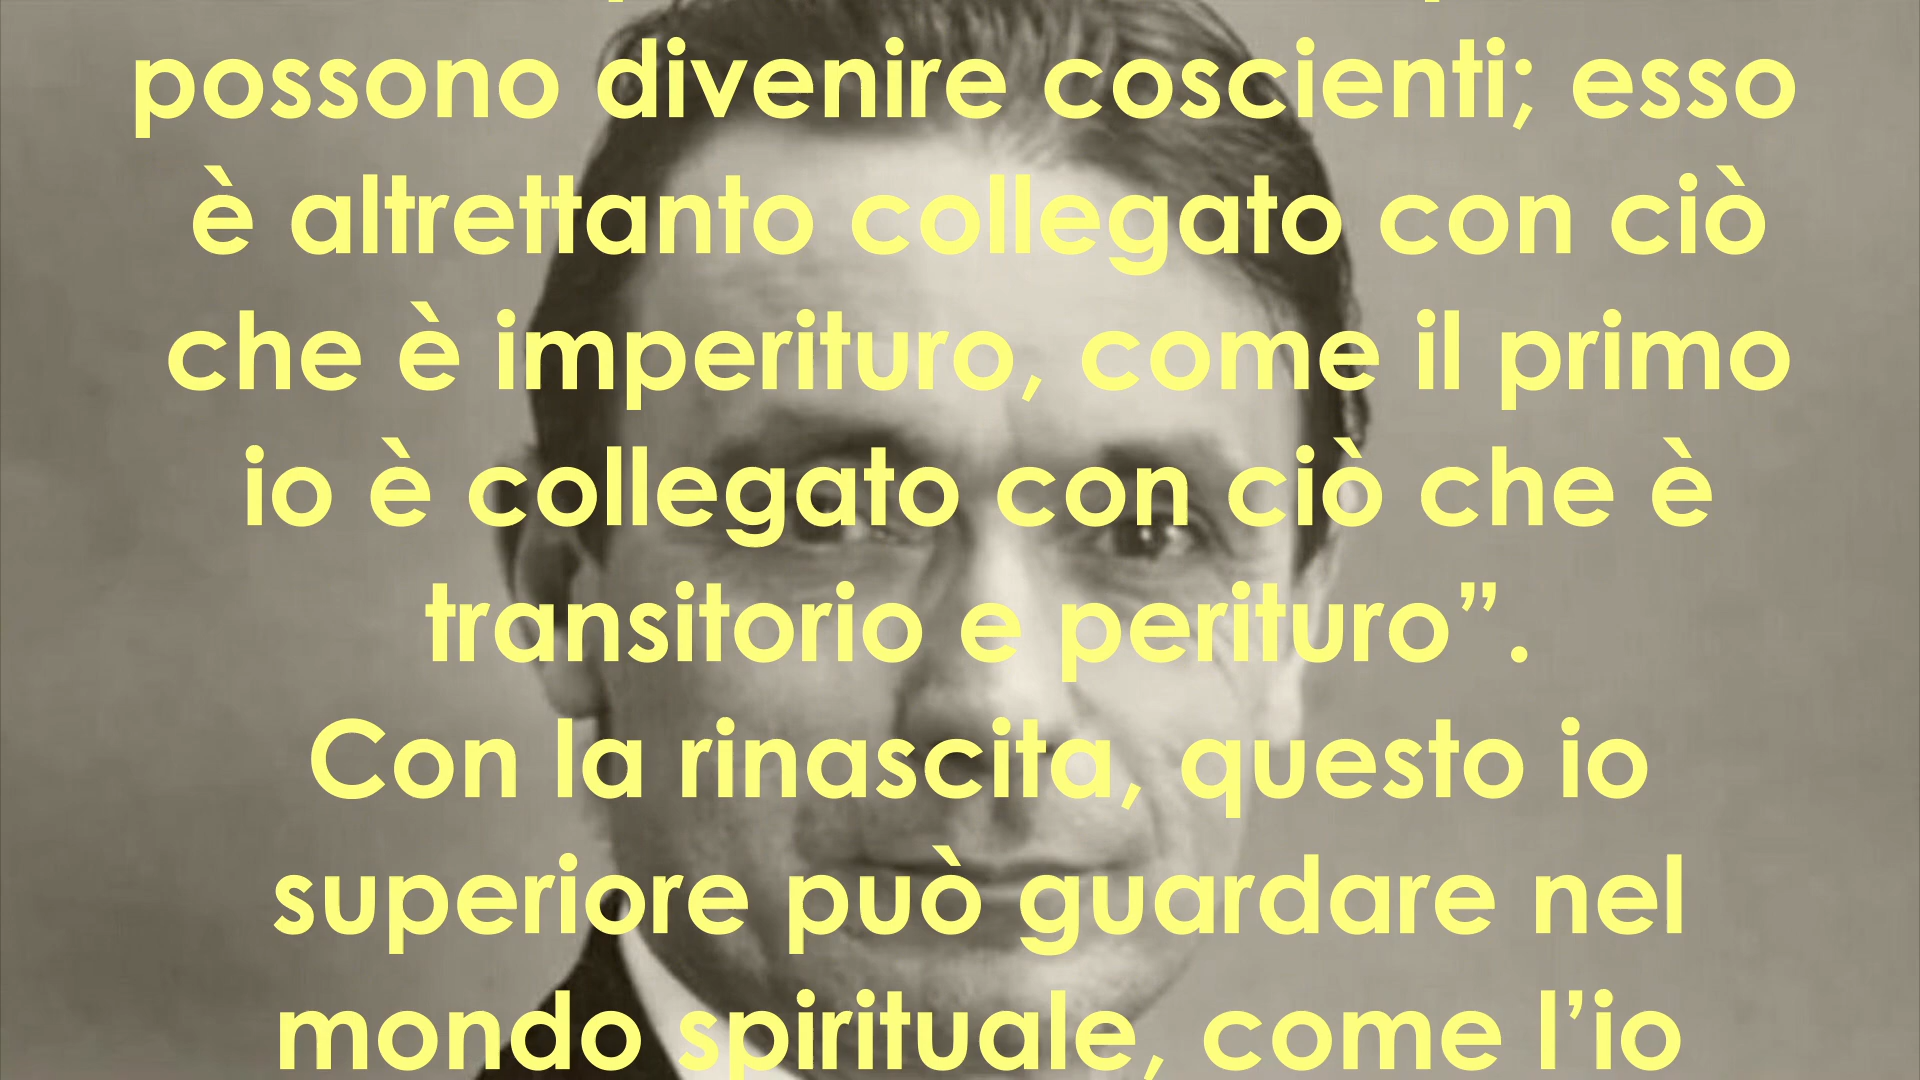 possono divenire coscienti; esso
è altrettanto collegato con ciò
che è imperituro, come il primo
io è collegato con ciò che è
transitorio e perituro”.
Con la rinascita, questo io
superiore può guardare nel
mondo spirituale, come l’io